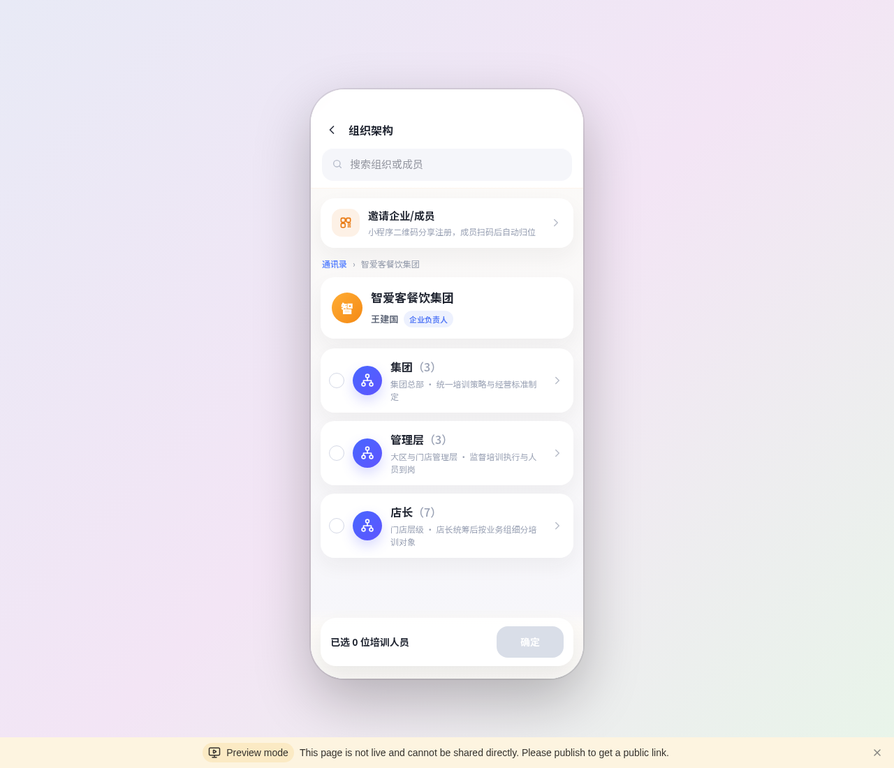 组织架构
搜索组织或成员
邀请企业/成员
小程序二维码分享注册，成员扫码后自动归位
通讯录 › 智爱客餐饮集团
智
智爱客餐饮集团
王建国 企业负责人
集团（3）
集团总部 · 统一培训策略与经营标准制
定
管理层（3）
大区与门店管理层 · 监督培训执行与人
员到岗
店长（7）
门店层级 · 店长统筹后按业务组细分培
训对象
已选 0 位培训人员
确定
Preview mode This page is not live and cannot be shared directly. Please publish to get a public link.